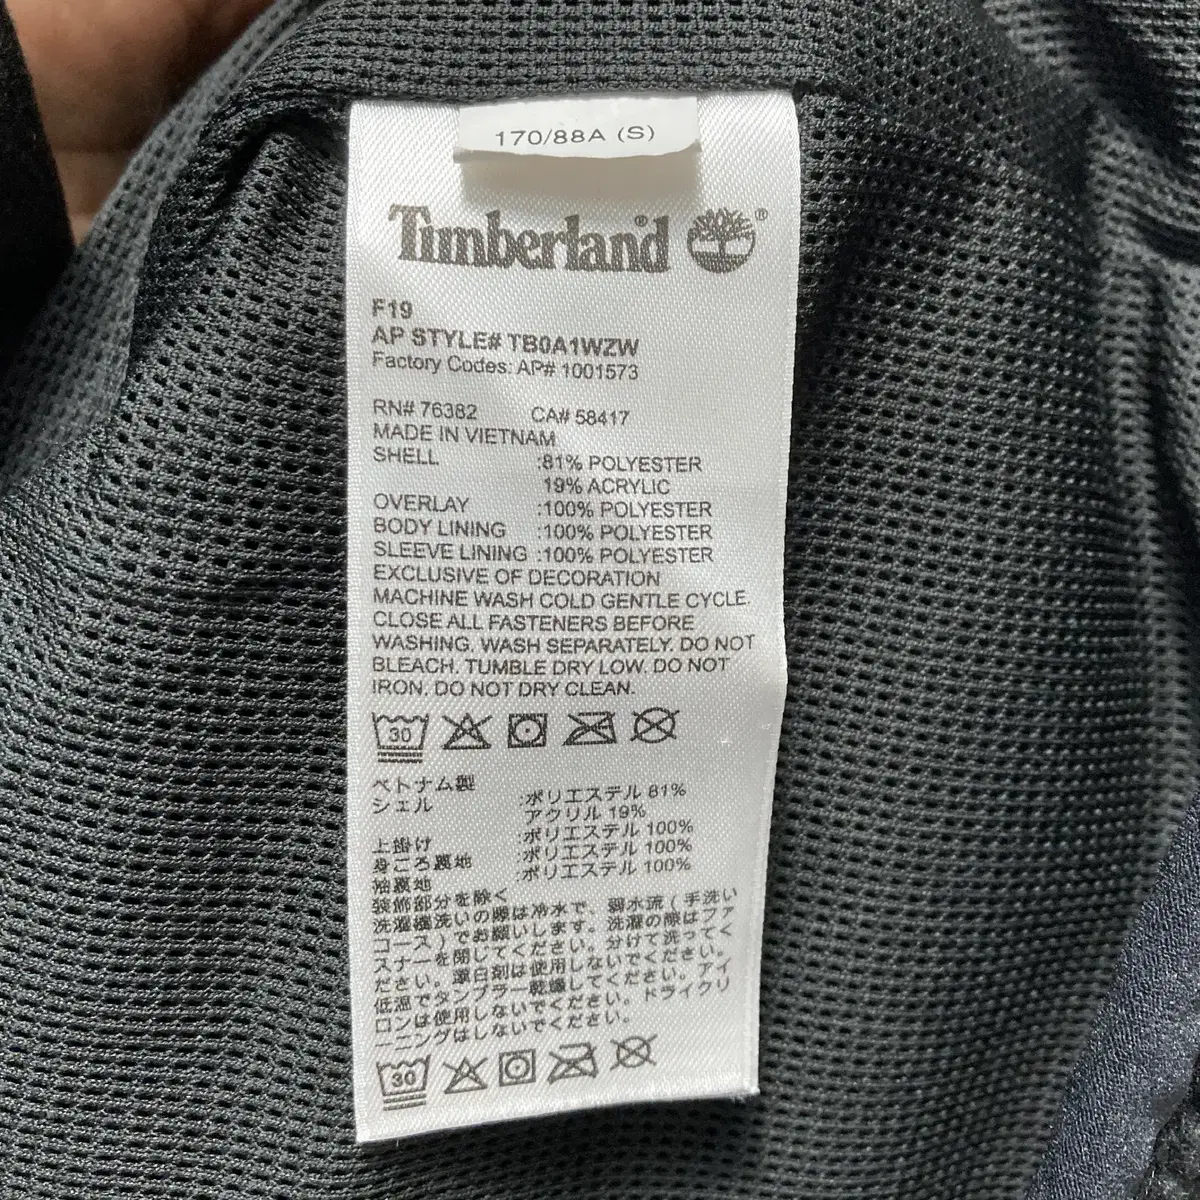 170/88A (S)
Timberland®
F19
AP STYLE# TB0A1WZW
Factory Codes: AP# 1001573
RN# 76382 CA# 58417
MADE IN VIETNAM
SHELL :81% POLYESTER
19% ACRYLIC
OVERLAY :100% POLYESTER
BODY LINING :100% POLYESTER
SLEEVE LINING :100% POLYESTER
EXCLUSIVE OF DECORATION
MACHINE WASH COLD GENTLE CYCLE.
CLOSE ALL FASTENERS BEFORE
WASHING. WASH SEPARATELY. DO NOT
BLEACH. TUMBLE DRY LOW. DO NOT
IRON. DO NOT DRY CLEAN.
30
ベトナム製
シェル :ポリエステル 81%
アクリル 19%
上掛け :ポリエステル 100%
身ごろ裏地 :ポリエステル 100%
袖裏地 :ポリエステル 100%
装飾部分を除く
洗濯機洗いの際は冷水で、弱水流(手洗い
コース)でお願いします。洗濯の際はファ
スナーを閉じてください。分けて洗ってく
ださい。漂白剤は使用しないでください。
低温でタンブラー乾燥してください。アイ
ロンは使用しないでください。ドライクリ
ーニングはしないでください。
30